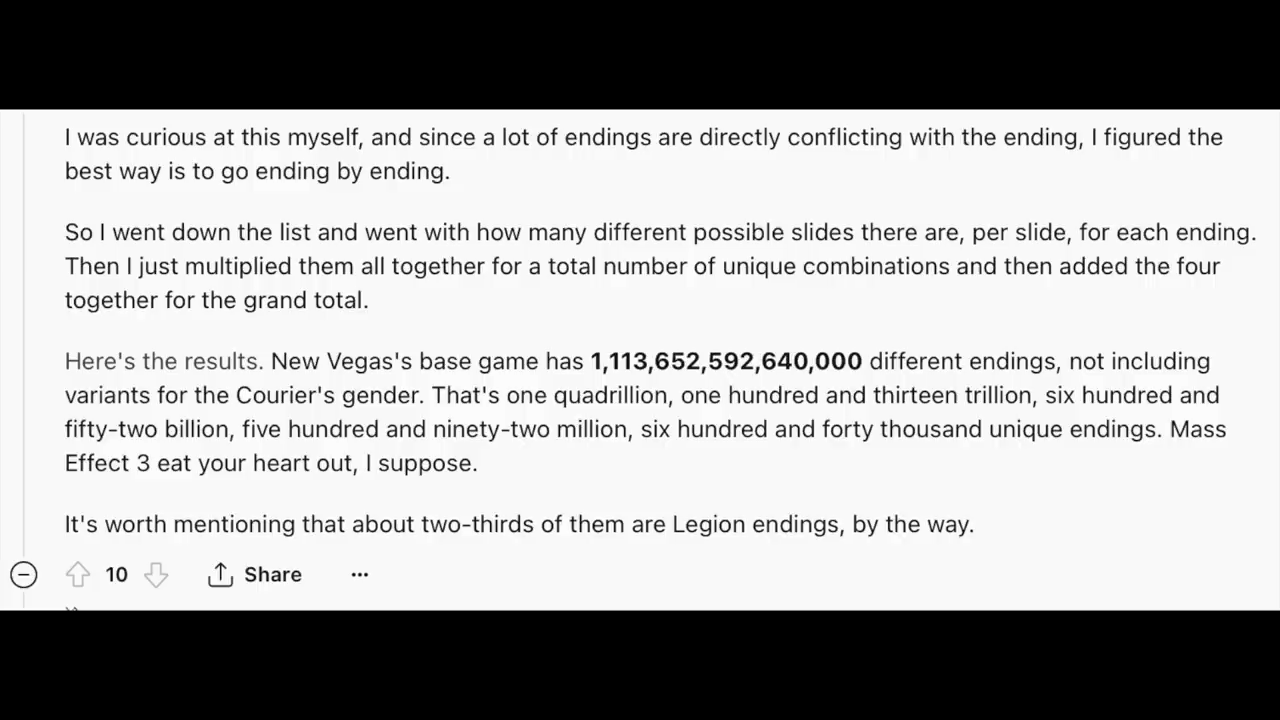 I was curious at this myself, and since a lot of endings are directly conflicting with the ending, I figured the
best way is to go ending by ending.
So I went down the list and went with how many different possible slides there are, per slide, for each ending.
Then I just multiplied them all together for a total number of unique combinations and then added the four
together for the grand total.
Here's the results. New Vegas's base game has 1,113,652,592,640,000 different endings, not including
variants for the Courier's gender. That's one quadrillion, one hundred and thirteen trillion, six hundred and
fifty-two billion, five hundred and ninety-two million, six hundred and forty thousand unique endings. Mass
Effect 3 eat your heart out, I suppose.
It's worth mentioning that about two-thirds of them are Legion endings, by the way.
10 Share ...